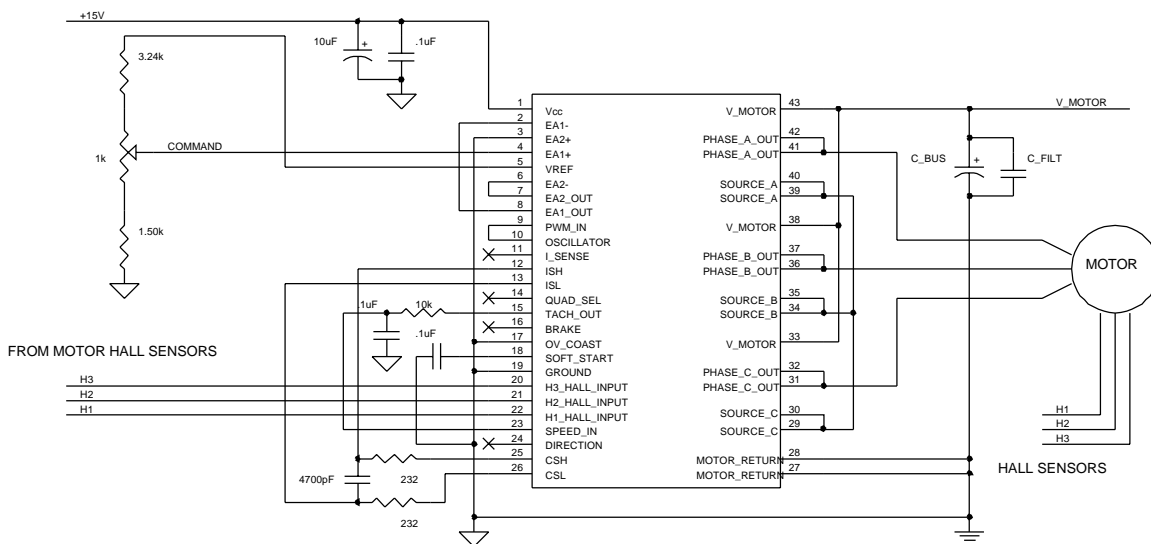 +15V
3.24k
10uF
+
.1uF
1k
COMMAND
1.50k
1 Vcc
2 EA1-
3 EA2+
4 EA1+
5 VREF
6 EA2-
7 EA2_OUT
8 EA1_OUT
9 PWM_IN
10 OSCILLATOR
11 I_SENSE
12 ISH
13 ISL
14 QUAD_SEL
15 TACH_OUT
16 BRAKE
17 OV_COAST
18 SOFT_START
19 GROUND
20 H3_HALL_INPUT
21 H2_HALL_INPUT
22 H1_HALL_INPUT
23 SPEED_IN
24 DIRECTION
25 CSH
26 CSL
V_MOTOR 43
PHASE_A_OUT 42
PHASE_A_OUT 41
SOURCE_A 40
SOURCE_A 39
V_MOTOR 38
PHASE_B_OUT 37
PHASE_B_OUT 36
SOURCE_B 35
SOURCE_B 34
V_MOTOR 33
PHASE_C_OUT 32
PHASE_C_OUT 31
SOURCE_C 30
SOURCE_C 29
MOTOR_RETURN 28
MOTOR_RETURN 27
V_MOTOR
C_BUS
+
C_FILT
MOTOR
.1uF
10k
.1uF
FROM MOTOR HALL SENSORS
H3
H2
H1
4700pF
232
232
H1
H2
H3
HALL SENSORS